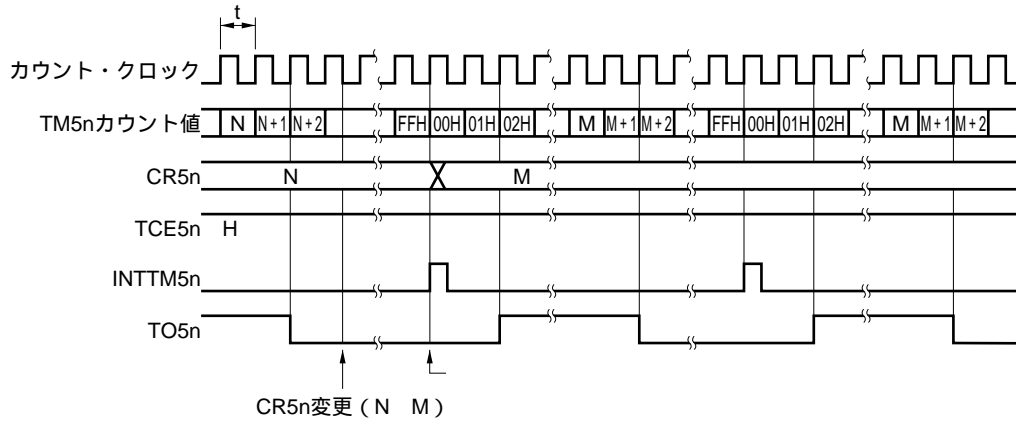 t
カウント・クロック
TM5nカウント値 N N+1 N+2 FFH 00H 01H 02H M M+1 M+2 FFH 00H 01H 02H M M+1 M+2
CR5n N M
TCE5n H
INTTM5n
TO5n
CR5n変更（N M）